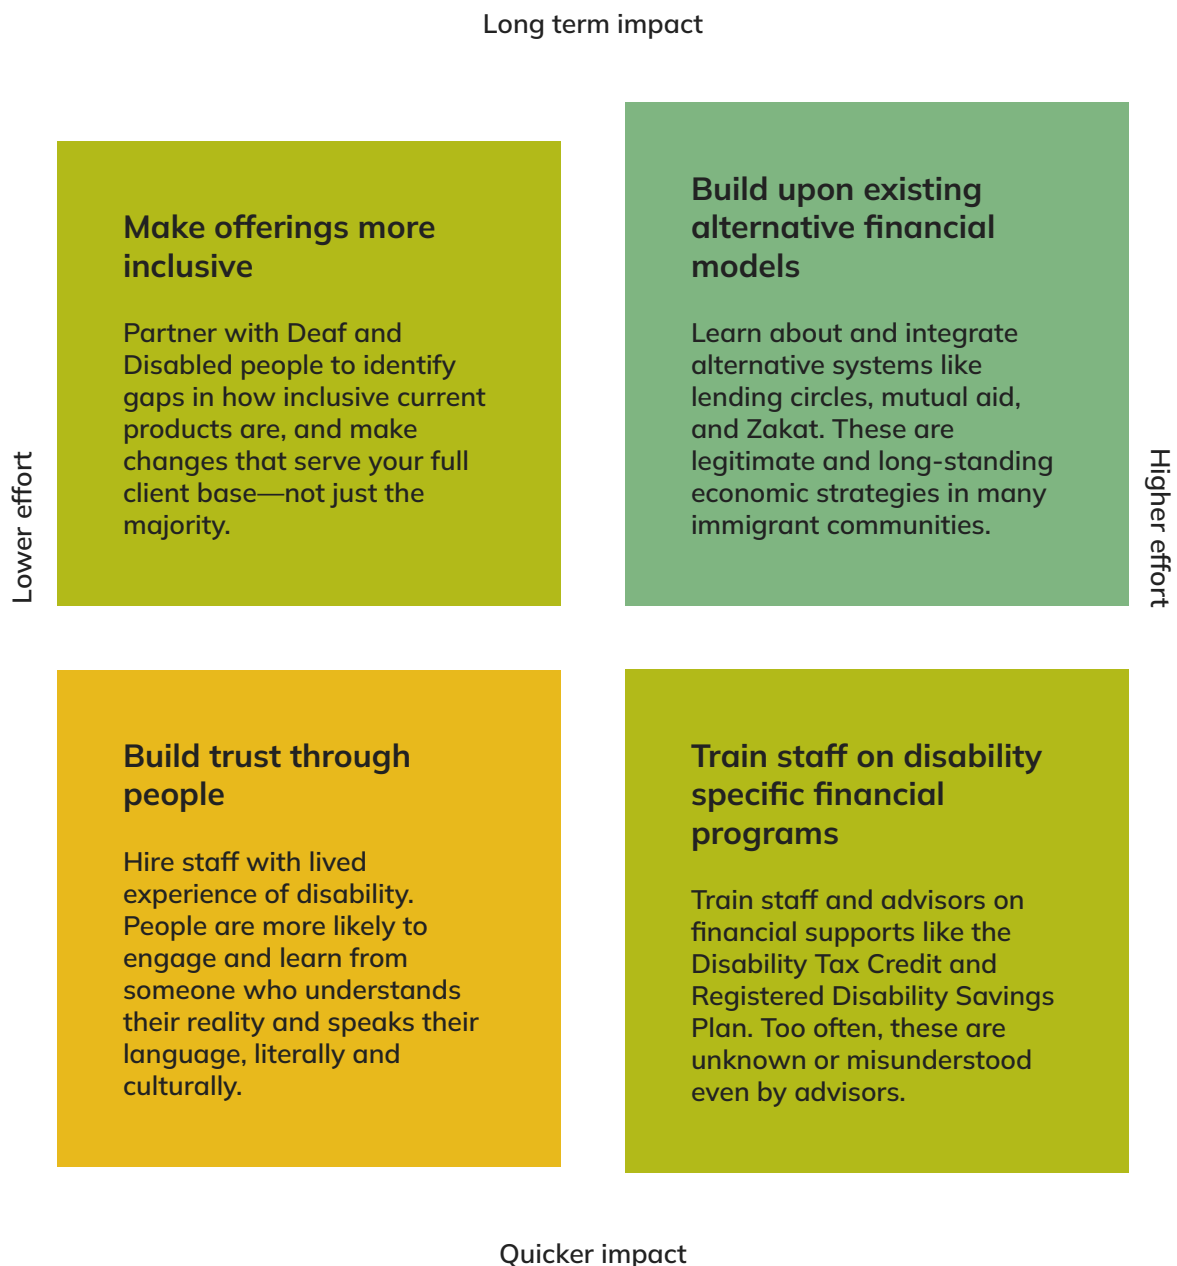 Long term impact
Make offerings more
inclusive
Partner with Deaf and
Disabled people to identify
gaps in how inclusive current
products are, and make
changes that serve your full
client base—not just the
majority.
Build upon existing
alternative financial
models
Learn about and integrate
alternative systems like
lending circles, mutual aid,
and Zakat. These are
legitimate and long-standing
economic strategies in many
immigrant communities.
Lower effort
Higher effort
Build trust through
people
Hire staff with lived
experience of disability.
People are more likely to
engage and learn from
someone who understands
their reality and speaks their
language, literally and
culturally.
Train staff on disability
specific financial
programs
Train staff and advisors on
financial supports like the
Disability Tax Credit and
Registered Disability Savings
Plan. Too often, these are
unknown or misunderstood
even by advisors.
Quicker impact